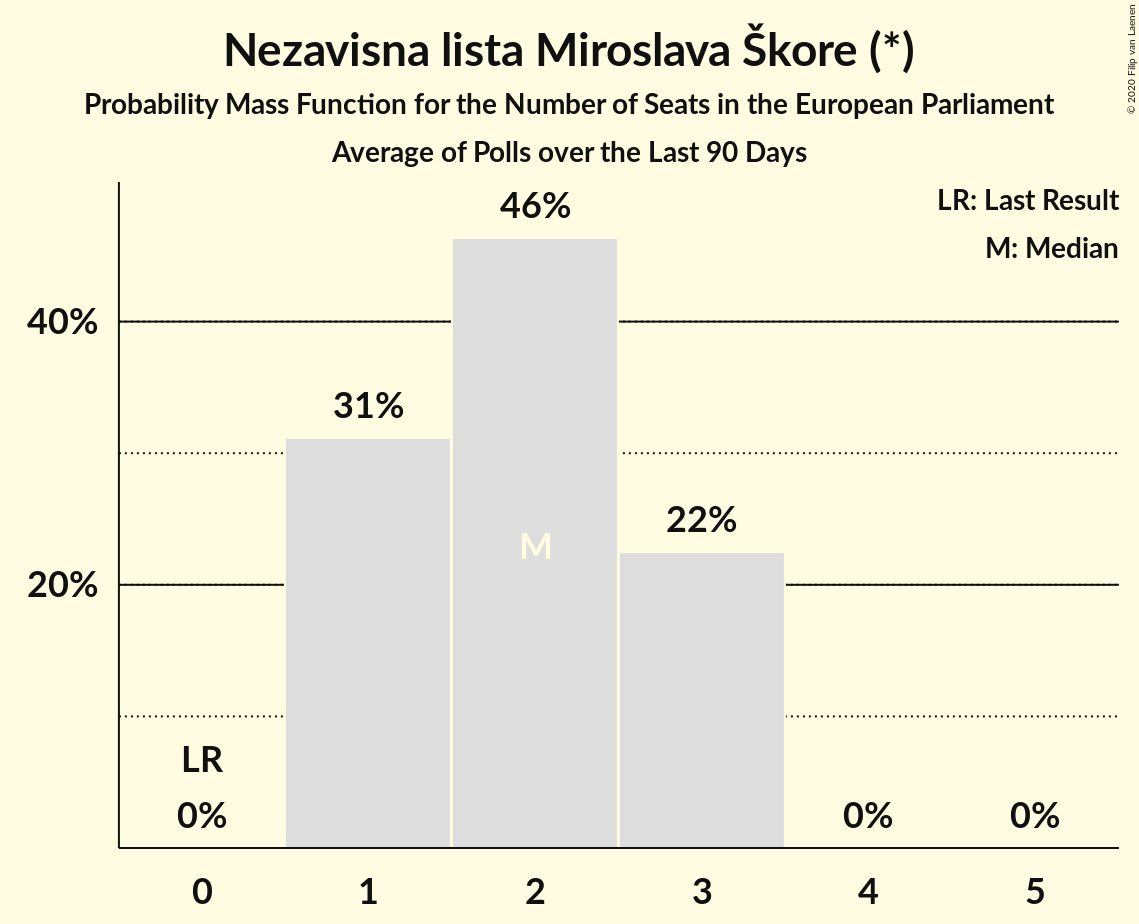 Nezavisna lista Miroslava Škore (*)
Probability Mass Function for the Number of Seats in the European Parliament
Average of Polls over the Last 90 Days
© 2020 Filip van Laenen
LR: Last Result
M: Median
46%
40%
31%
22%
M
20%
LR
0%
0%
0%
0 1 2 3 4 5